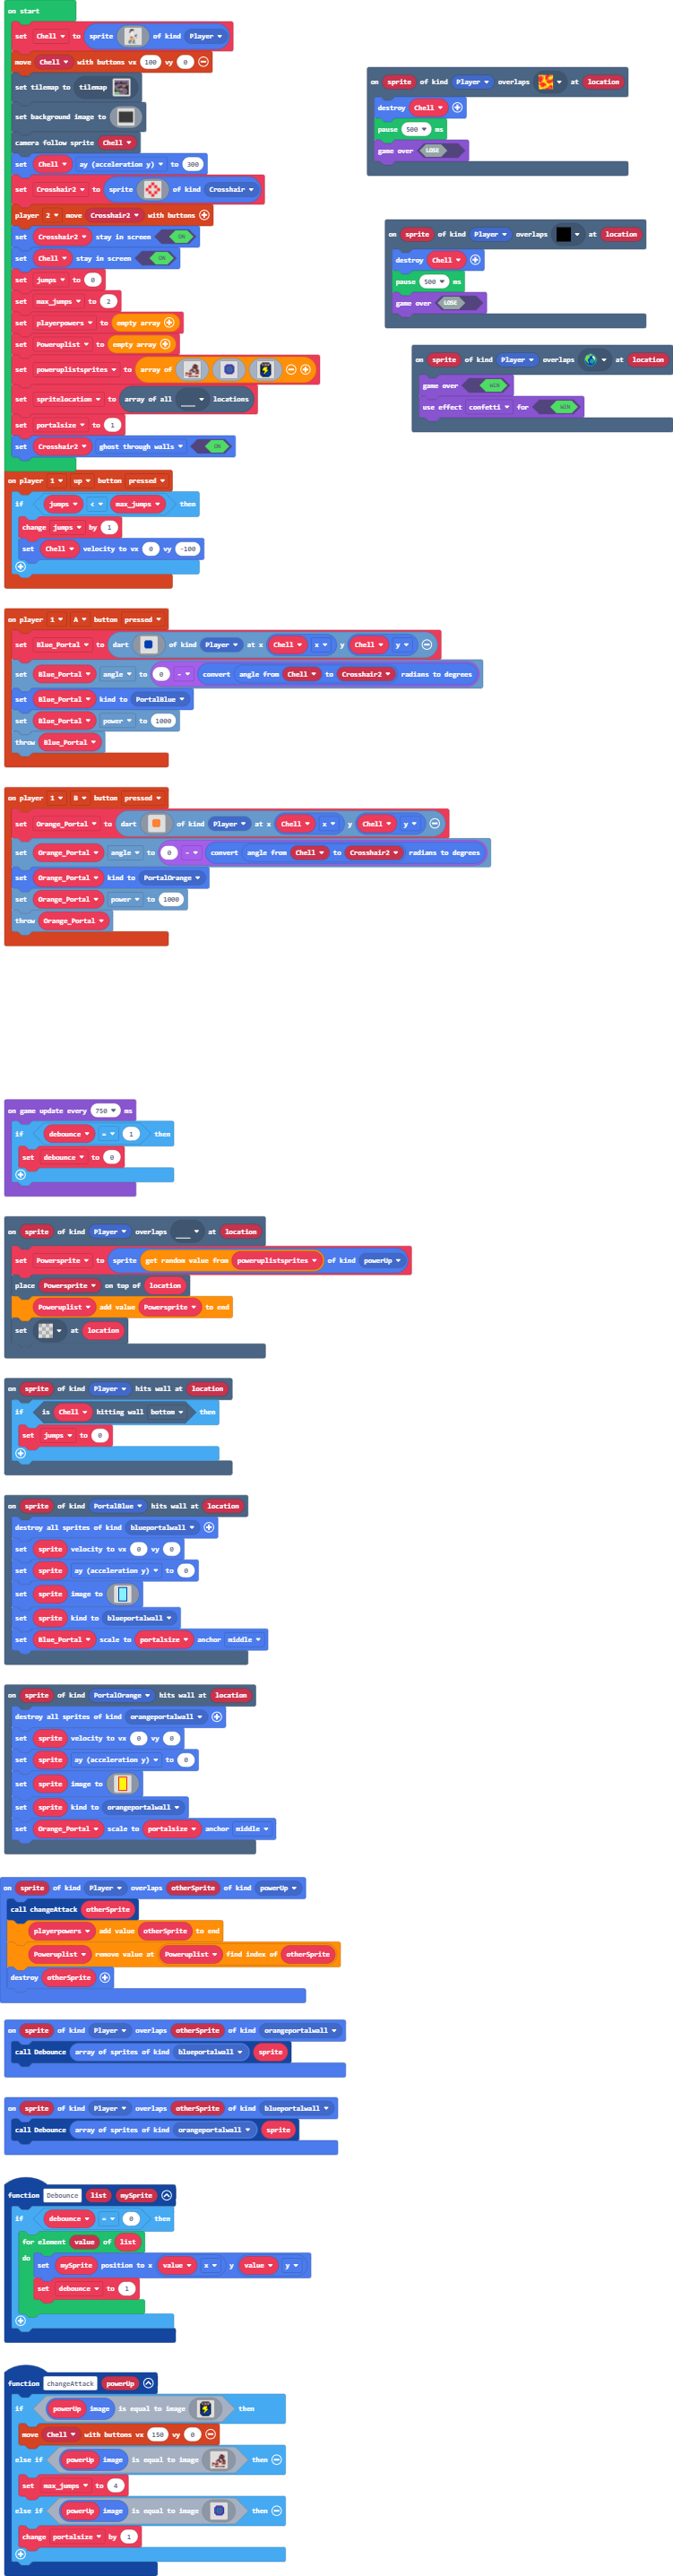 on start
set Chell to sprite of kind Player
move Chell with buttons vx 100 vy 0
set tilemap to tilemap
set background image to
camera follow sprite Chell
set Chell ay (acceleration y) to 300
set Crosshair2 to sprite of kind Crosshair
player 2 move Crosshair2 with buttons
set Crosshair2 stay in screen ON
set Chell stay in screen ON
set jumps to 0
set max_jumps to 2
set playerpowers to empty array
set Poweruplist to empty array
set poweruplistsprites to array of
set spritelocation to array of all locations
set portalsize to 1
set Crosshair2 ghost through walls ON
on sprite of kind Player overlaps at location
destroy Chell
pause 500 ms
game over LOSE
on sprite of kind Player overlaps at location
destroy Chell
pause 500 ms
game over LOSE
on sprite of kind Player overlaps at location
game over WIN
use effect confetti for WIN
on player 1 up button pressed
if jumps < max_jumps then
change jumps by 1
set Chell velocity to vx 0 vy -100
on player 1 A button pressed
set Blue_Portal to dart of kind Player at x Chell x y Chell y
set Blue_Portal angle to 0 - convert angle from Chell to Crosshair2 radians to degrees
set Blue_Portal kind to PortalBlue
set Blue_Portal power to 1000
throw Blue_Portal
on player 1 B button pressed
set Orange_Portal to dart of kind Player at x Chell x y Chell y
set Orange_Portal angle to 0 - convert angle from Chell to Crosshair2 radians to degrees
set Orange_Portal kind to PortalOrange
set Orange_Portal power to 1000
throw Orange_Portal
on game update every 750 ms
if debounce = 1 then
set debounce to 0
on sprite of kind Player overlaps at location
set Powersprite to sprite get random value from poweruplistsprites of kind powerUp
place Powersprite on top of location
Poweruplist add value Powersprite to end
set at location
on sprite of kind Player hits wall at location
if is Chell hitting wall bottom then
set jumps to 0
on sprite of kind PortalBlue hits wall at location
destroy all sprites of kind blueportalwall
set sprite velocity to vx 0 vy 0
set sprite ay (acceleration y) to 0
set sprite image to
set sprite kind to blueportalwall
set Blue_Portal scale to portalsize anchor middle
on sprite of kind PortalOrange hits wall at location
destroy all sprites of kind orangeportalwall
set sprite velocity to vx 0 vy 0
set sprite ay (acceleration y) to 0
set sprite image to
set sprite kind to orangeportalwall
set Orange_Portal scale to portalsize anchor middle
on sprite of kind Player overlaps otherSprite of kind powerUp
call changeAttack otherSprite
playerpowers add value otherSprite to end
Poweruplist remove value at Poweruplist find index of otherSprite
destroy otherSprite
on sprite of kind Player overlaps otherSprite of kind orangeportalwall
call Debounce array of sprites of kind blueportalwall sprite
on sprite of kind Player overlaps otherSprite of kind blueportalwall
call Debounce array of sprites of kind orangeportalwall sprite
function Debounce list mySprite
if debounce = 0 then
for element value of list
do set mySprite position to x value x y value y
set debounce to 1
function changeAttack powerUp
if powerUp image is equal to image then
move Chell with buttons vx 150 vy 0
else if powerUp image is equal to image then
set max_jumps to 4
else if powerUp image is equal to image then
change portalsize by 1